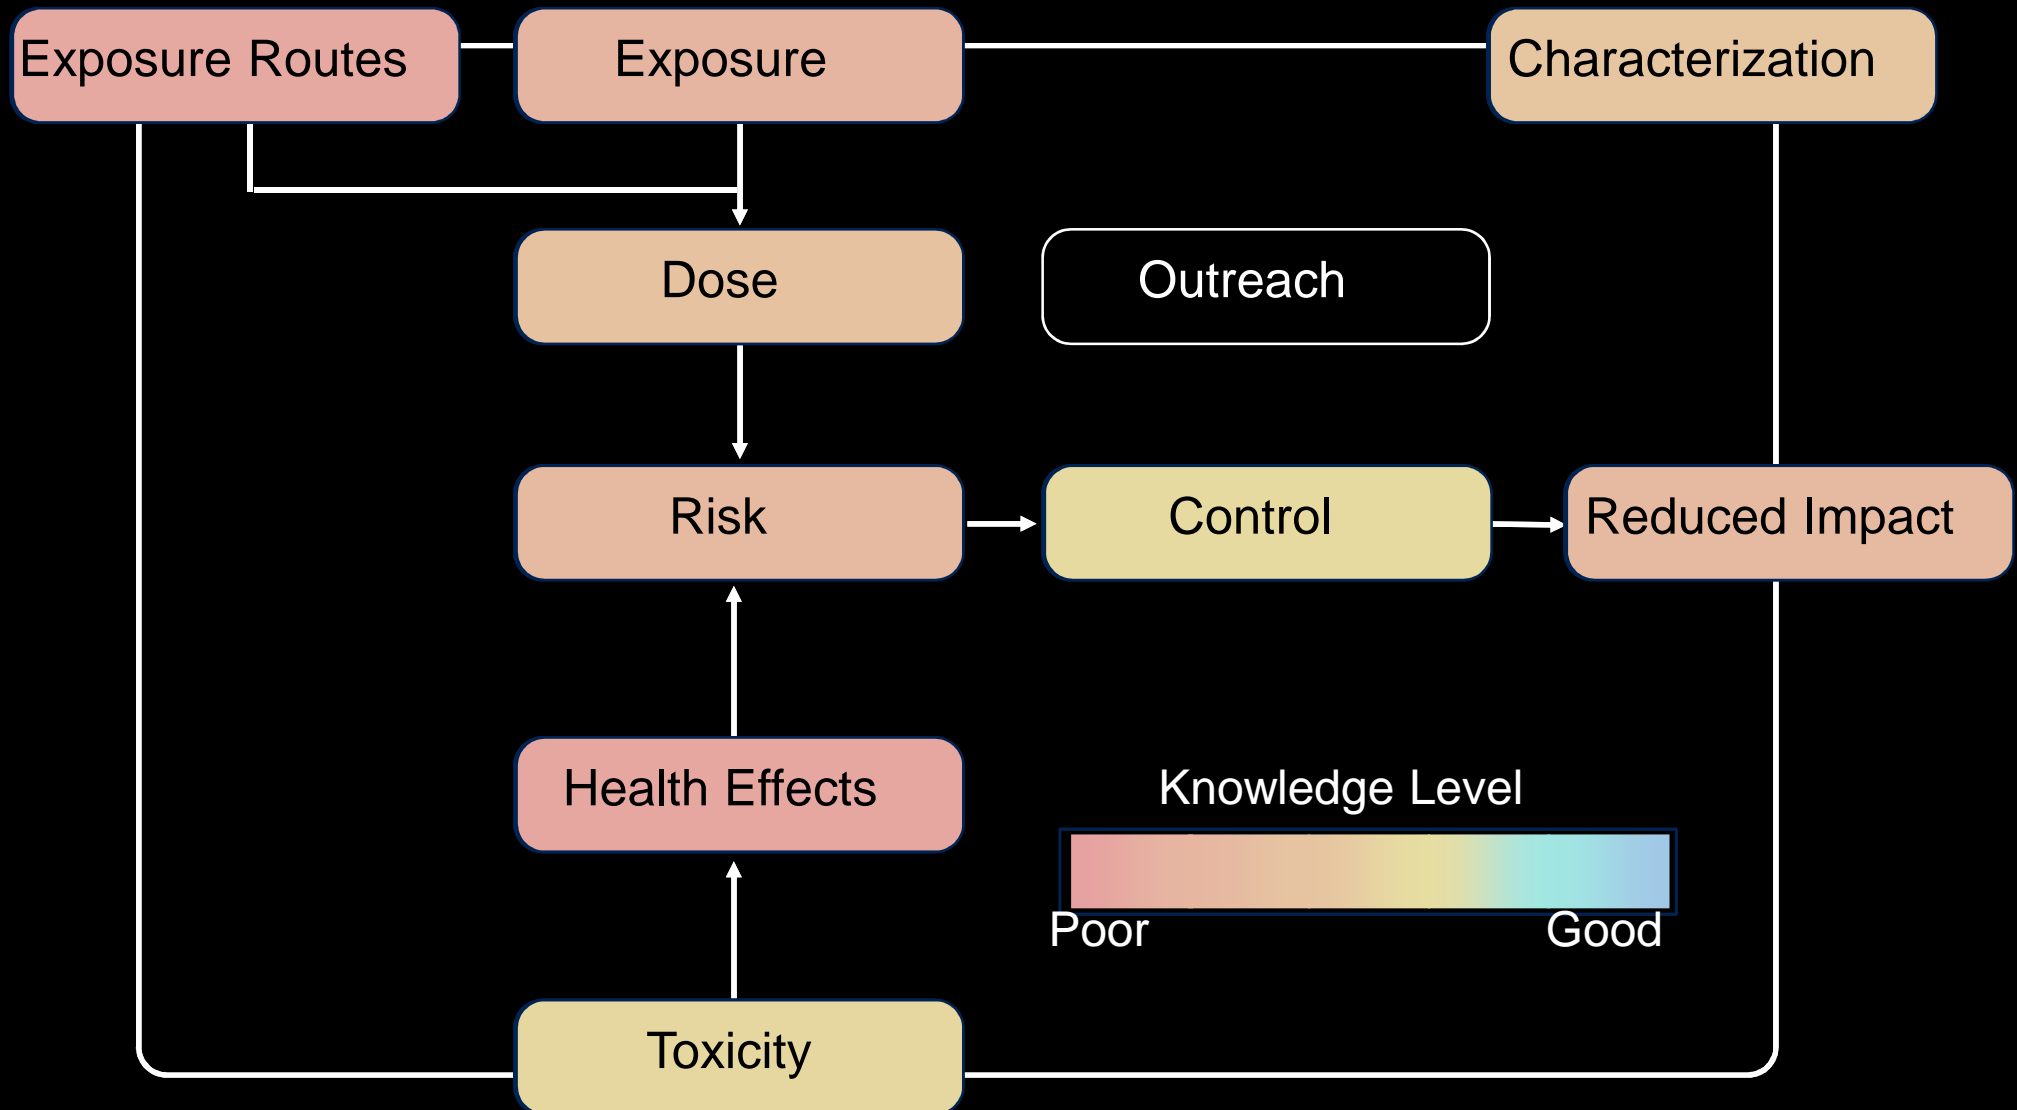 Exposure Routes
Exposure
Characterization
Dose
Outreach
Risk
Control
Reduced Impact
Health Effects
Knowledge Level
Poor
Good
Toxicity